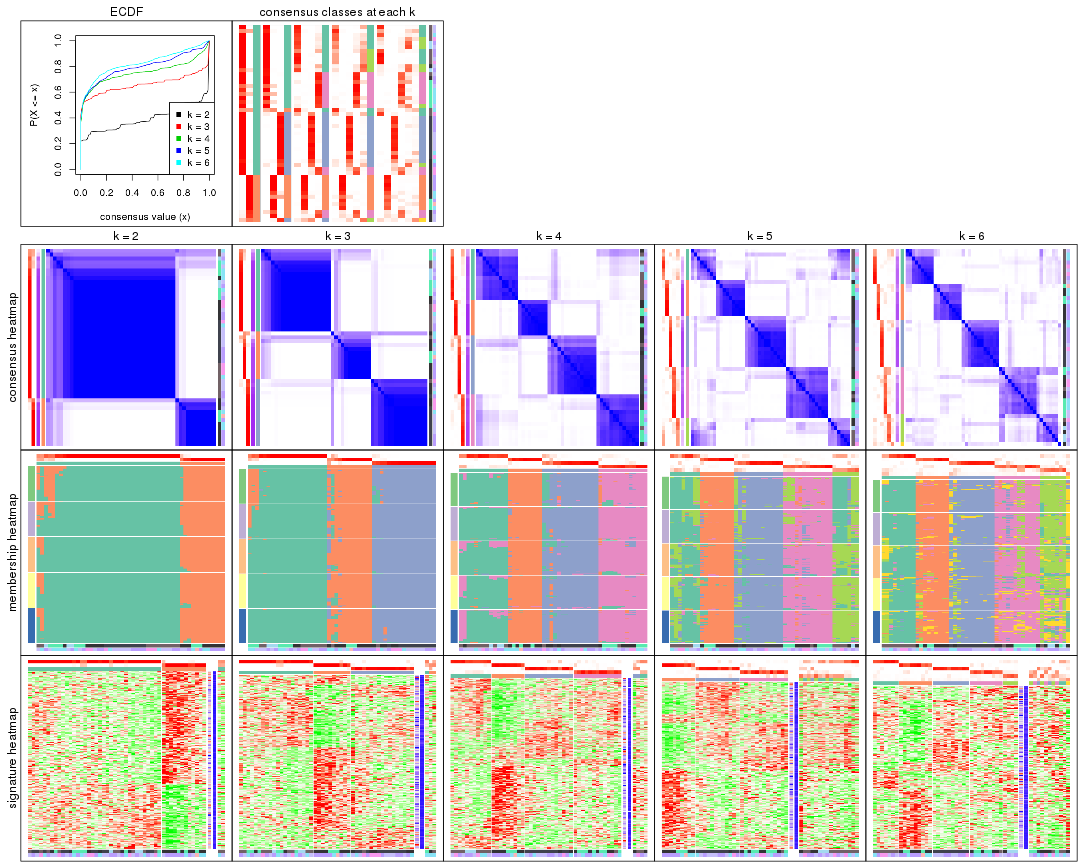 ECDF
consensus classes at each k
P(X <= x)
0.0 0.2 0.4 0.6 0.8 1.0
k = 2
k = 3
k = 4
k = 5
k = 6
0.0 0.2 0.4 0.6 0.8 1.0
consensus value (x)
k = 2 k = 3 k = 4 k = 5 k = 6
consensus heatmap
membership heatmap
signature heatmap